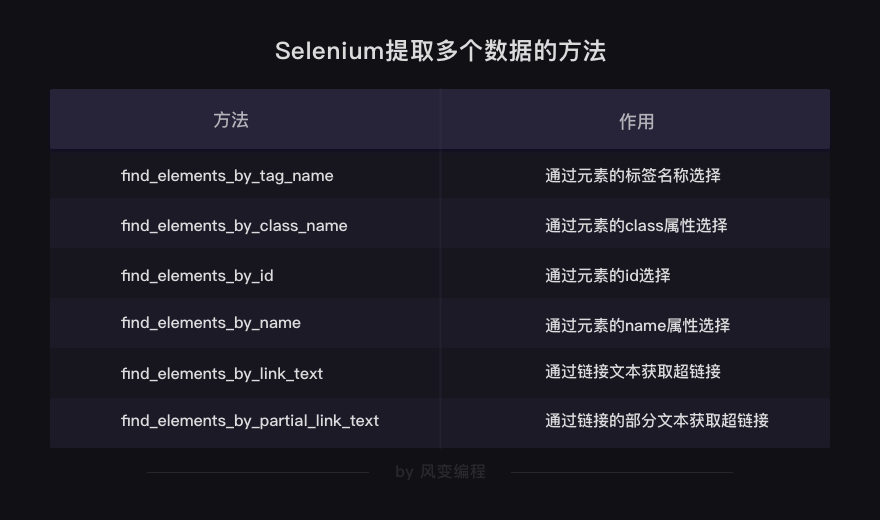 Selenium提取多个数据的方法
方法 作用
find_elements_by_tag_name 通过元素的标签名称选择
find_elements_by_class_name 通过元素的class属性选择
find_elements_by_id 通过元素的id选择
find_elements_by_name 通过元素的name属性选择
find_elements_by_link_text 通过链接文本获取超链接
find_elements_by_partial_link_text 通过链接的部分文本获取超链接
by 风变编程